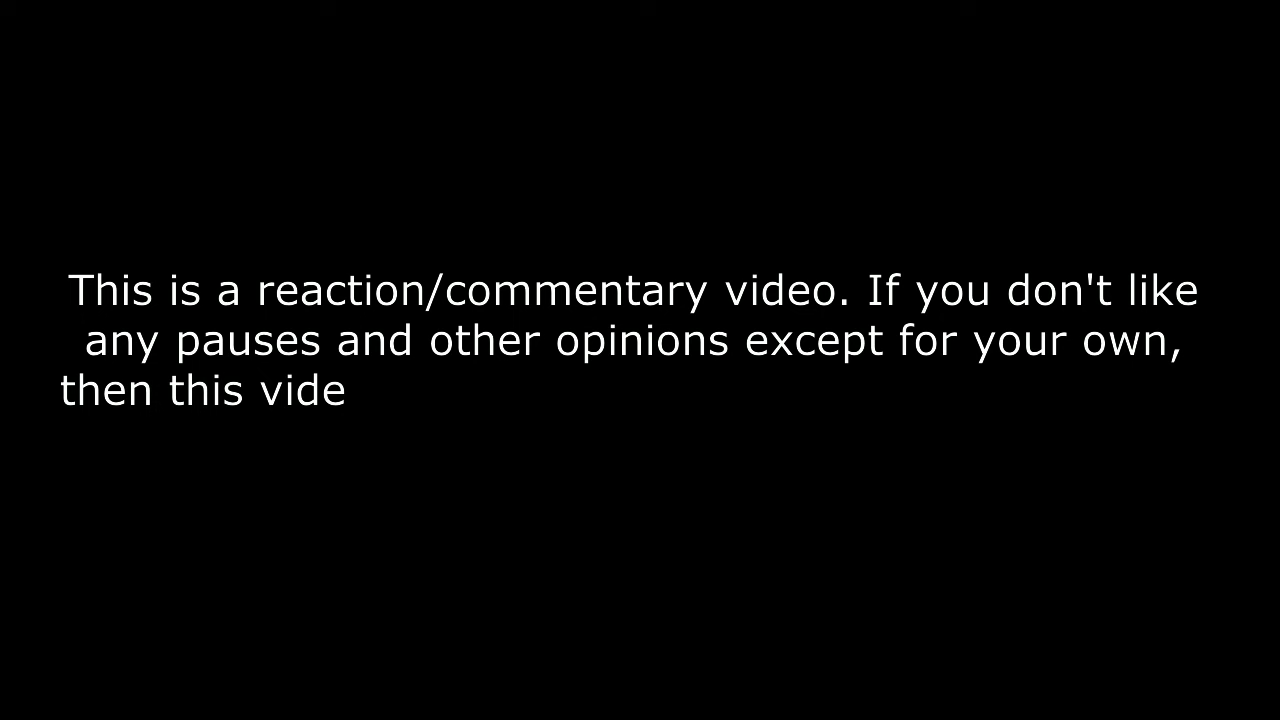 This is a reaction/commentary video. If you don't like
any pauses and other opinions except for your own,
then this vide